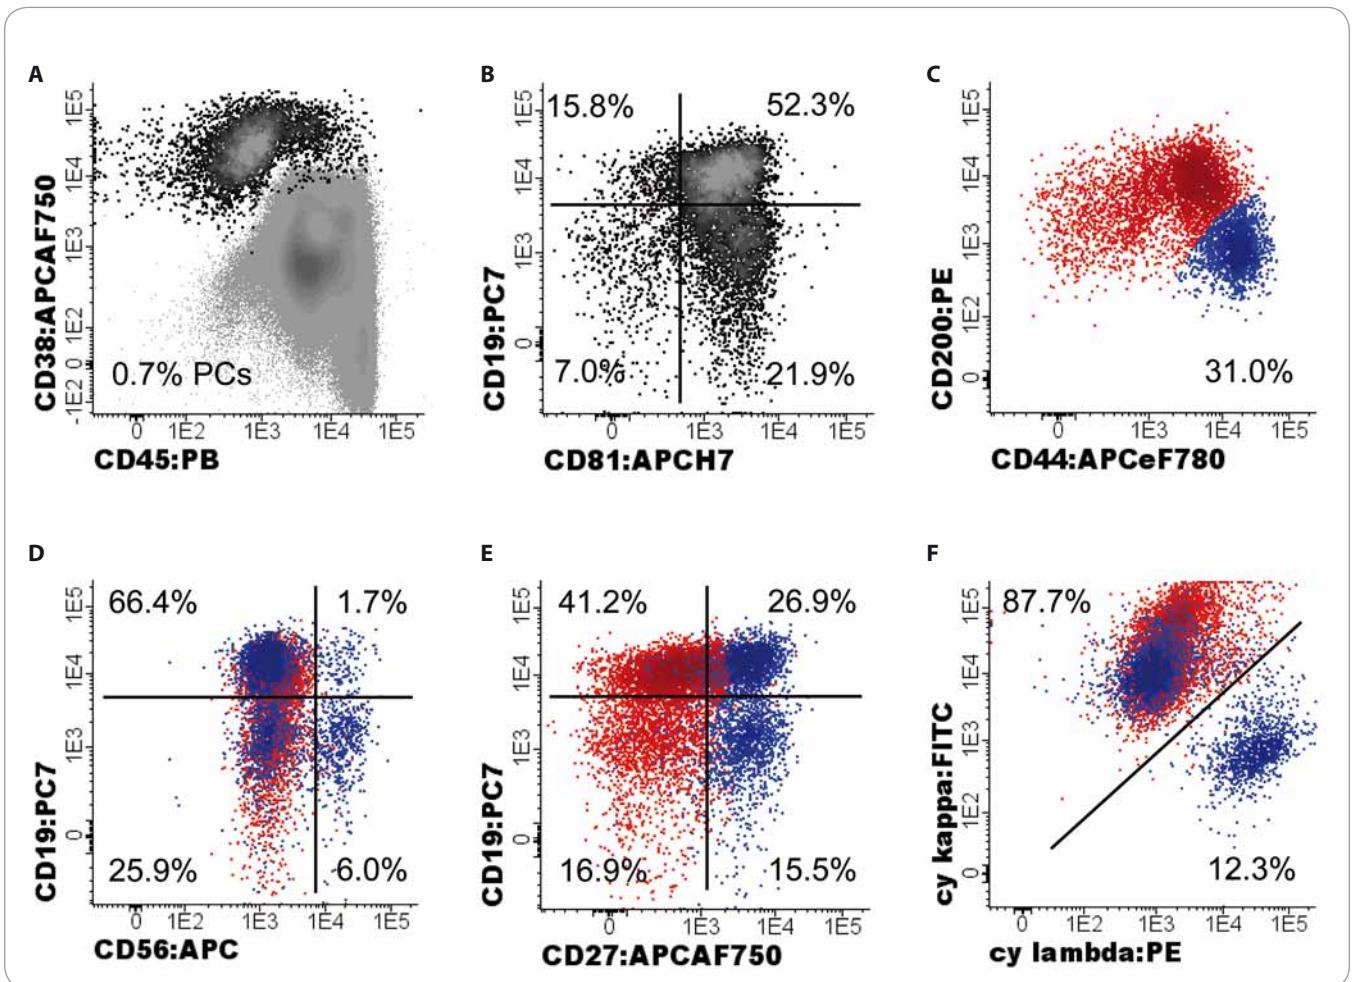 A
CD38:APCAF750
1E5
1E4
1E3
1E2
0
-1E2
0.7% PCs
0 1E2 1E3 1E4 1E5
CD45:PB
B
CD19:PC7
1E5
1E4
1E3
0
15.8% 52.3%
7.0% 21.9%
0 1E3 1E4 1E5
CD81:APCH7
C
CD200:PE
1E5
1E4
1E3
1E2
0
31.0%
0 1E3 1E4 1E5
CD44:APCeF780
D
CD19:PC7
1E5
1E4
1E3
0
66.4% 1.7%
25.9% 6.0%
0 1E2 1E3 1E4 1E5
CD56:APC
E
CD19:PC7
1E5
1E4
1E3
0
41.2% 26.9%
16.9% 15.5%
0 1E3 1E4 1E5
CD27:APCAF750
F
cy kappa:FITC
1E5
1E4
1E3
1E2
0
87.7%
12.3%
0 1E2 1E3 1E4 1E5
cy lambda:PE